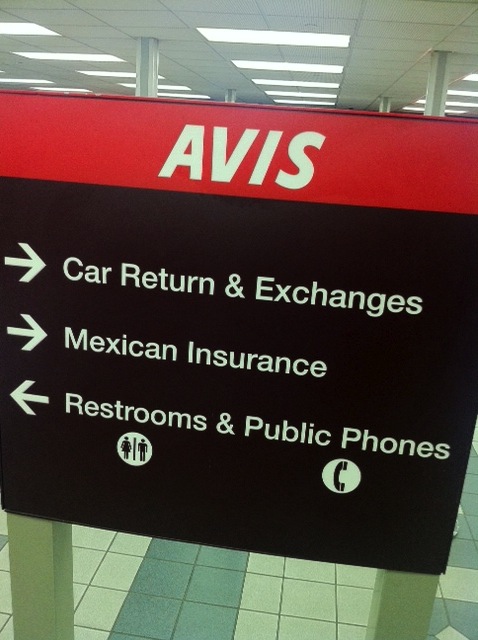 AVIS
Car Return & Exchanges
Mexican Insurance
Restrooms & Public Phones